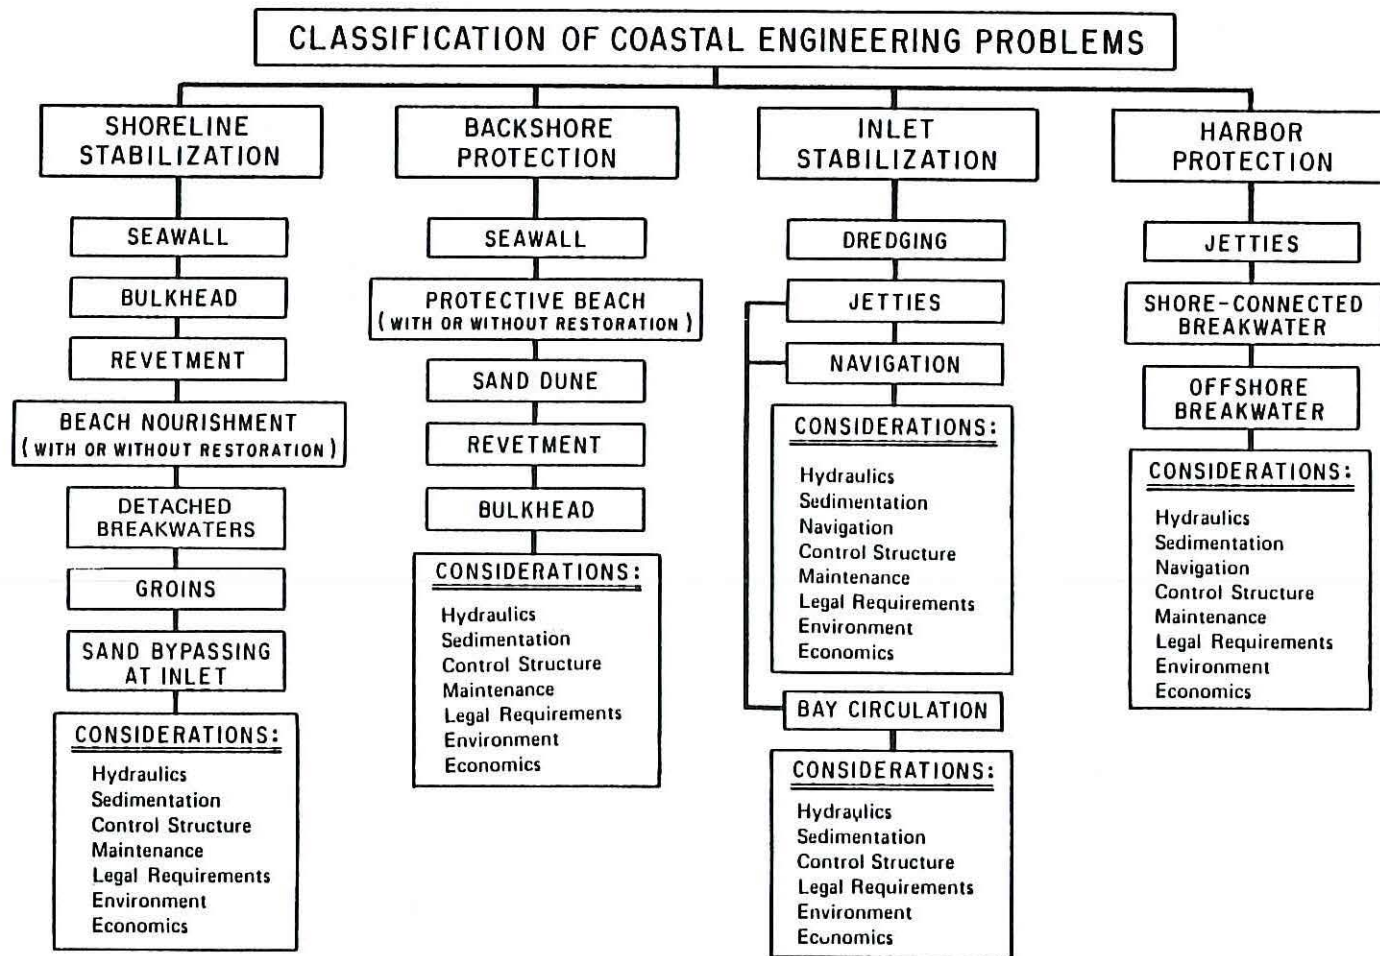 CLASSIFICATION OF COASTAL ENGINEERING PROBLEMS
SHORELINE
STABILIZATION
SEAWALL
BULKHEAD
REVETMENT
BEACH NOURISHMENT
(WITH OR WITHOUT RESTORATION)
DETACHED
BREAKWATERS
GROINS
SAND BYPASSING
AT INLET
CONSIDERATIONS:
Hydraulics
Sedimentation
Control Structure
Maintenance
Legal Requirements
Environment
Economics
BACKSHORE
PROTECTION
SEAWALL
PROTECTIVE BEACH
(WITH OR WITHOUT RESTORATION)
SAND DUNE
REVETMENT
BULKHEAD
CONSIDERATIONS:
Hydraulics
Sedimentation
Control Structure
Maintenance
Legal Requirements
Environment
Economics
INLET
STABILIZATION
DREDGING
JETTIES
NAVIGATION
CONSIDERATIONS:
Hydraulics
Sedimentation
Navigation
Control Structure
Maintenance
Legal Requirements
Environment
Economics
BAY CIRCULATION
CONSIDERATIONS:
Hydraulics
Sedimentation
Control Structure
Legal Requirements
Environment
Economics
HARBOR
PROTECTION
JETTIES
SHORE-CONNECTED
BREAKWATER
OFFSHORE
BREAKWATER
CONSIDERATIONS:
Hydraulics
Sedimentation
Navigation
Control Structure
Maintenance
Legal Requirements
Environment
Economics